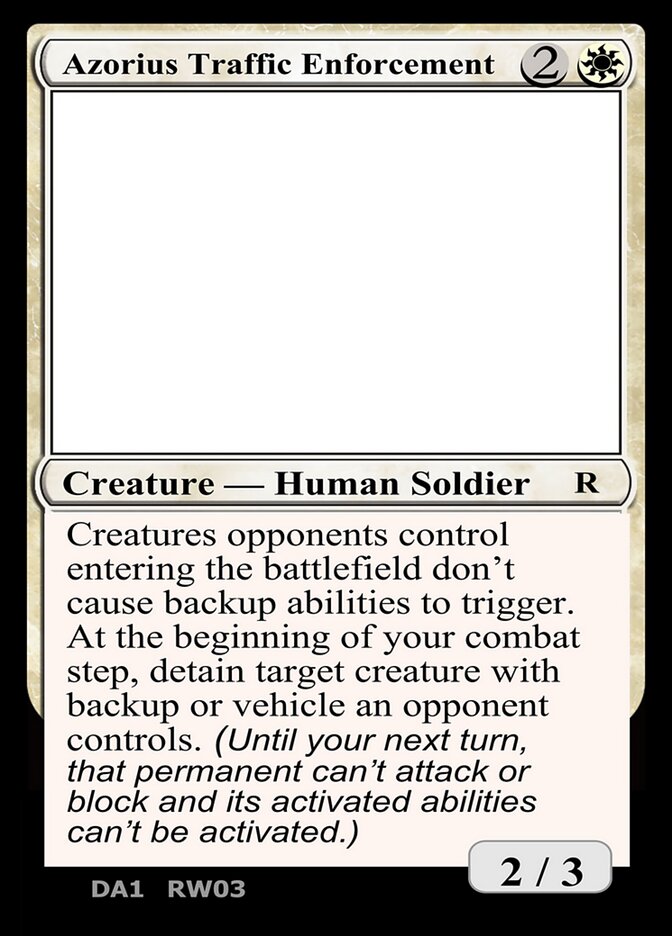 Azorius Traffic Enforcement 2
Creature — Human Soldier R
Creatures opponents control
entering the battlefield don't
cause backup abilities to trigger.
At the beginning of your combat
step, detain target creature with
backup or vehicle an opponent
controls. (Until your next turn,
that permanent can't attack or
block and its activated abilities
can't be activated.)
2 / 3
DA1 RW03